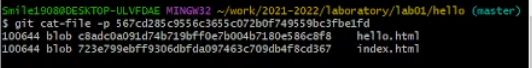 Smile19080@DESKTOP-ULVFDAE MINGW32 ~/work/2021-2022/laboratory/lab01/hello (master)
$ git cat-file -p 567cd285c9556c3655c072b0f749559bc3fbe1fd
100644 blob c8adc0a091d74b719bff0e7b004b7180e586c8f8    hello.html
100644 blob 723e799ebff9306dbfda097463c709db4f8cd367    index.html